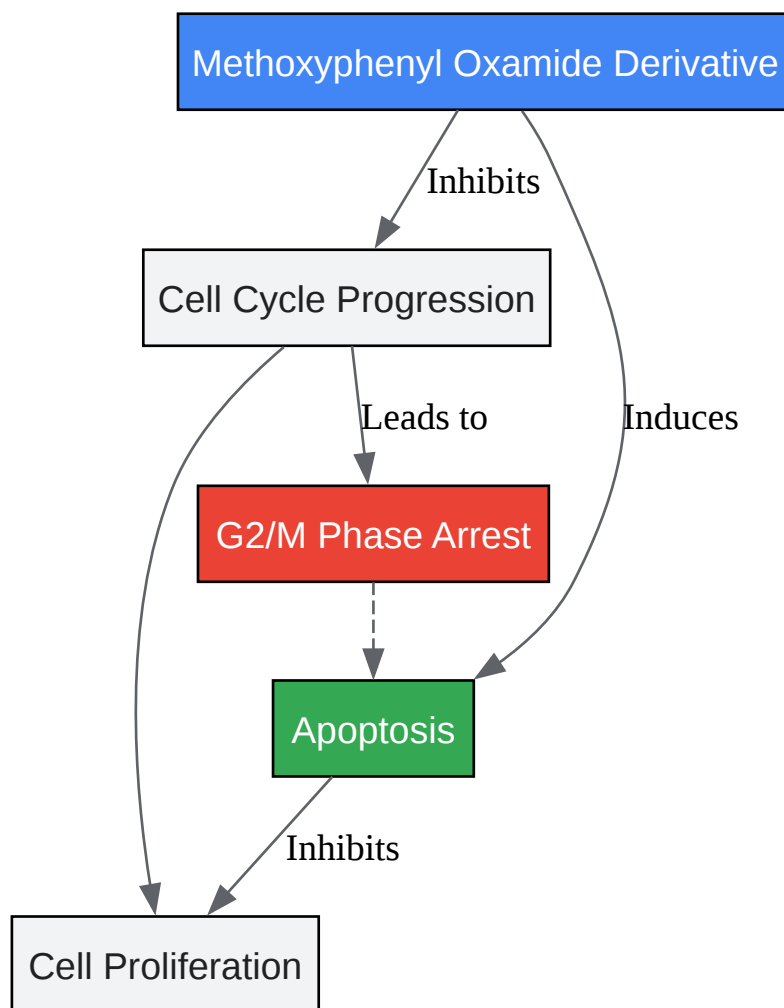 Methoxyphenyl Oxamide Derivative
Inhibits
Cell Cycle Progression
Leads to
Induces
G2/M Phase Arrest
Apoptosis
Inhibits
Cell Proliferation